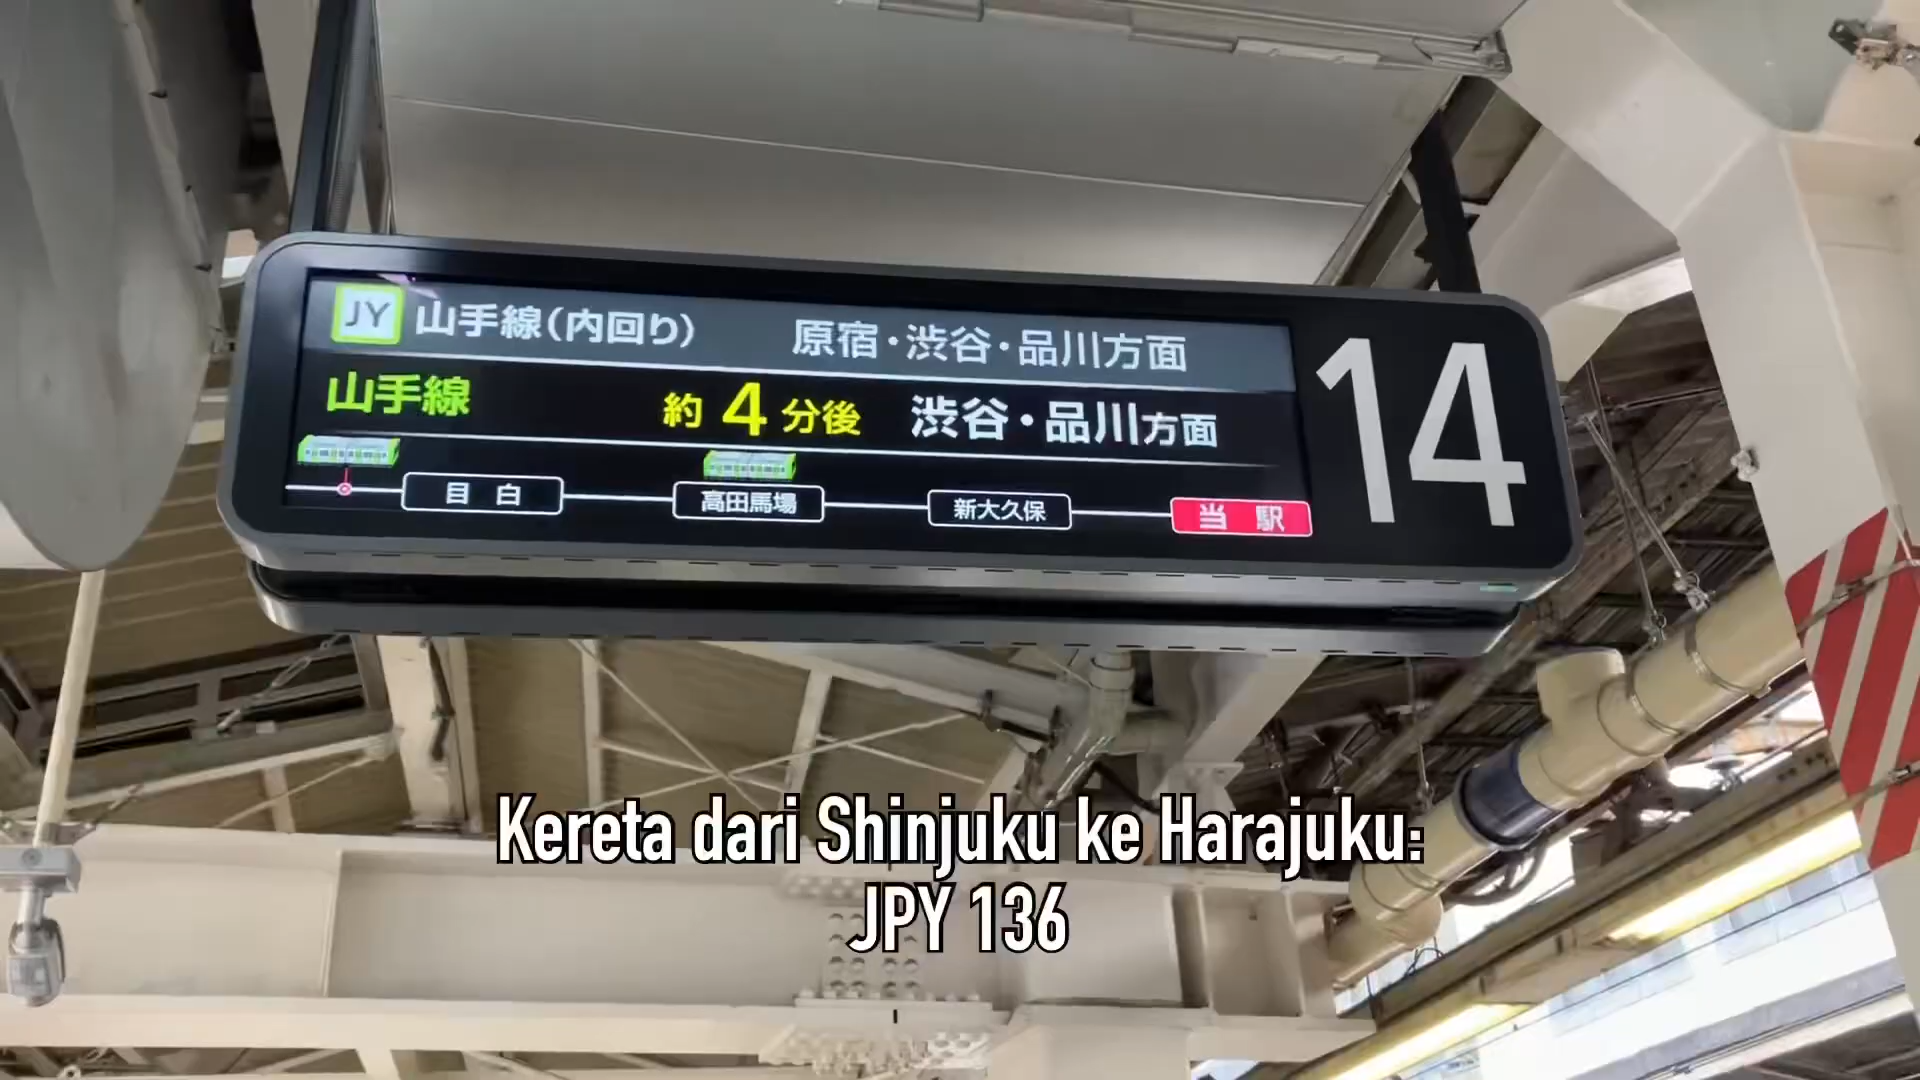 JY 山手線(内回り) 原宿・渋谷・品川方面
山手線 約4分後 渋谷・品川方面
目白 高田馬場 新大久保 当駅
14
Kereta dari Shinjuku ke Harajuku:
JPY 136